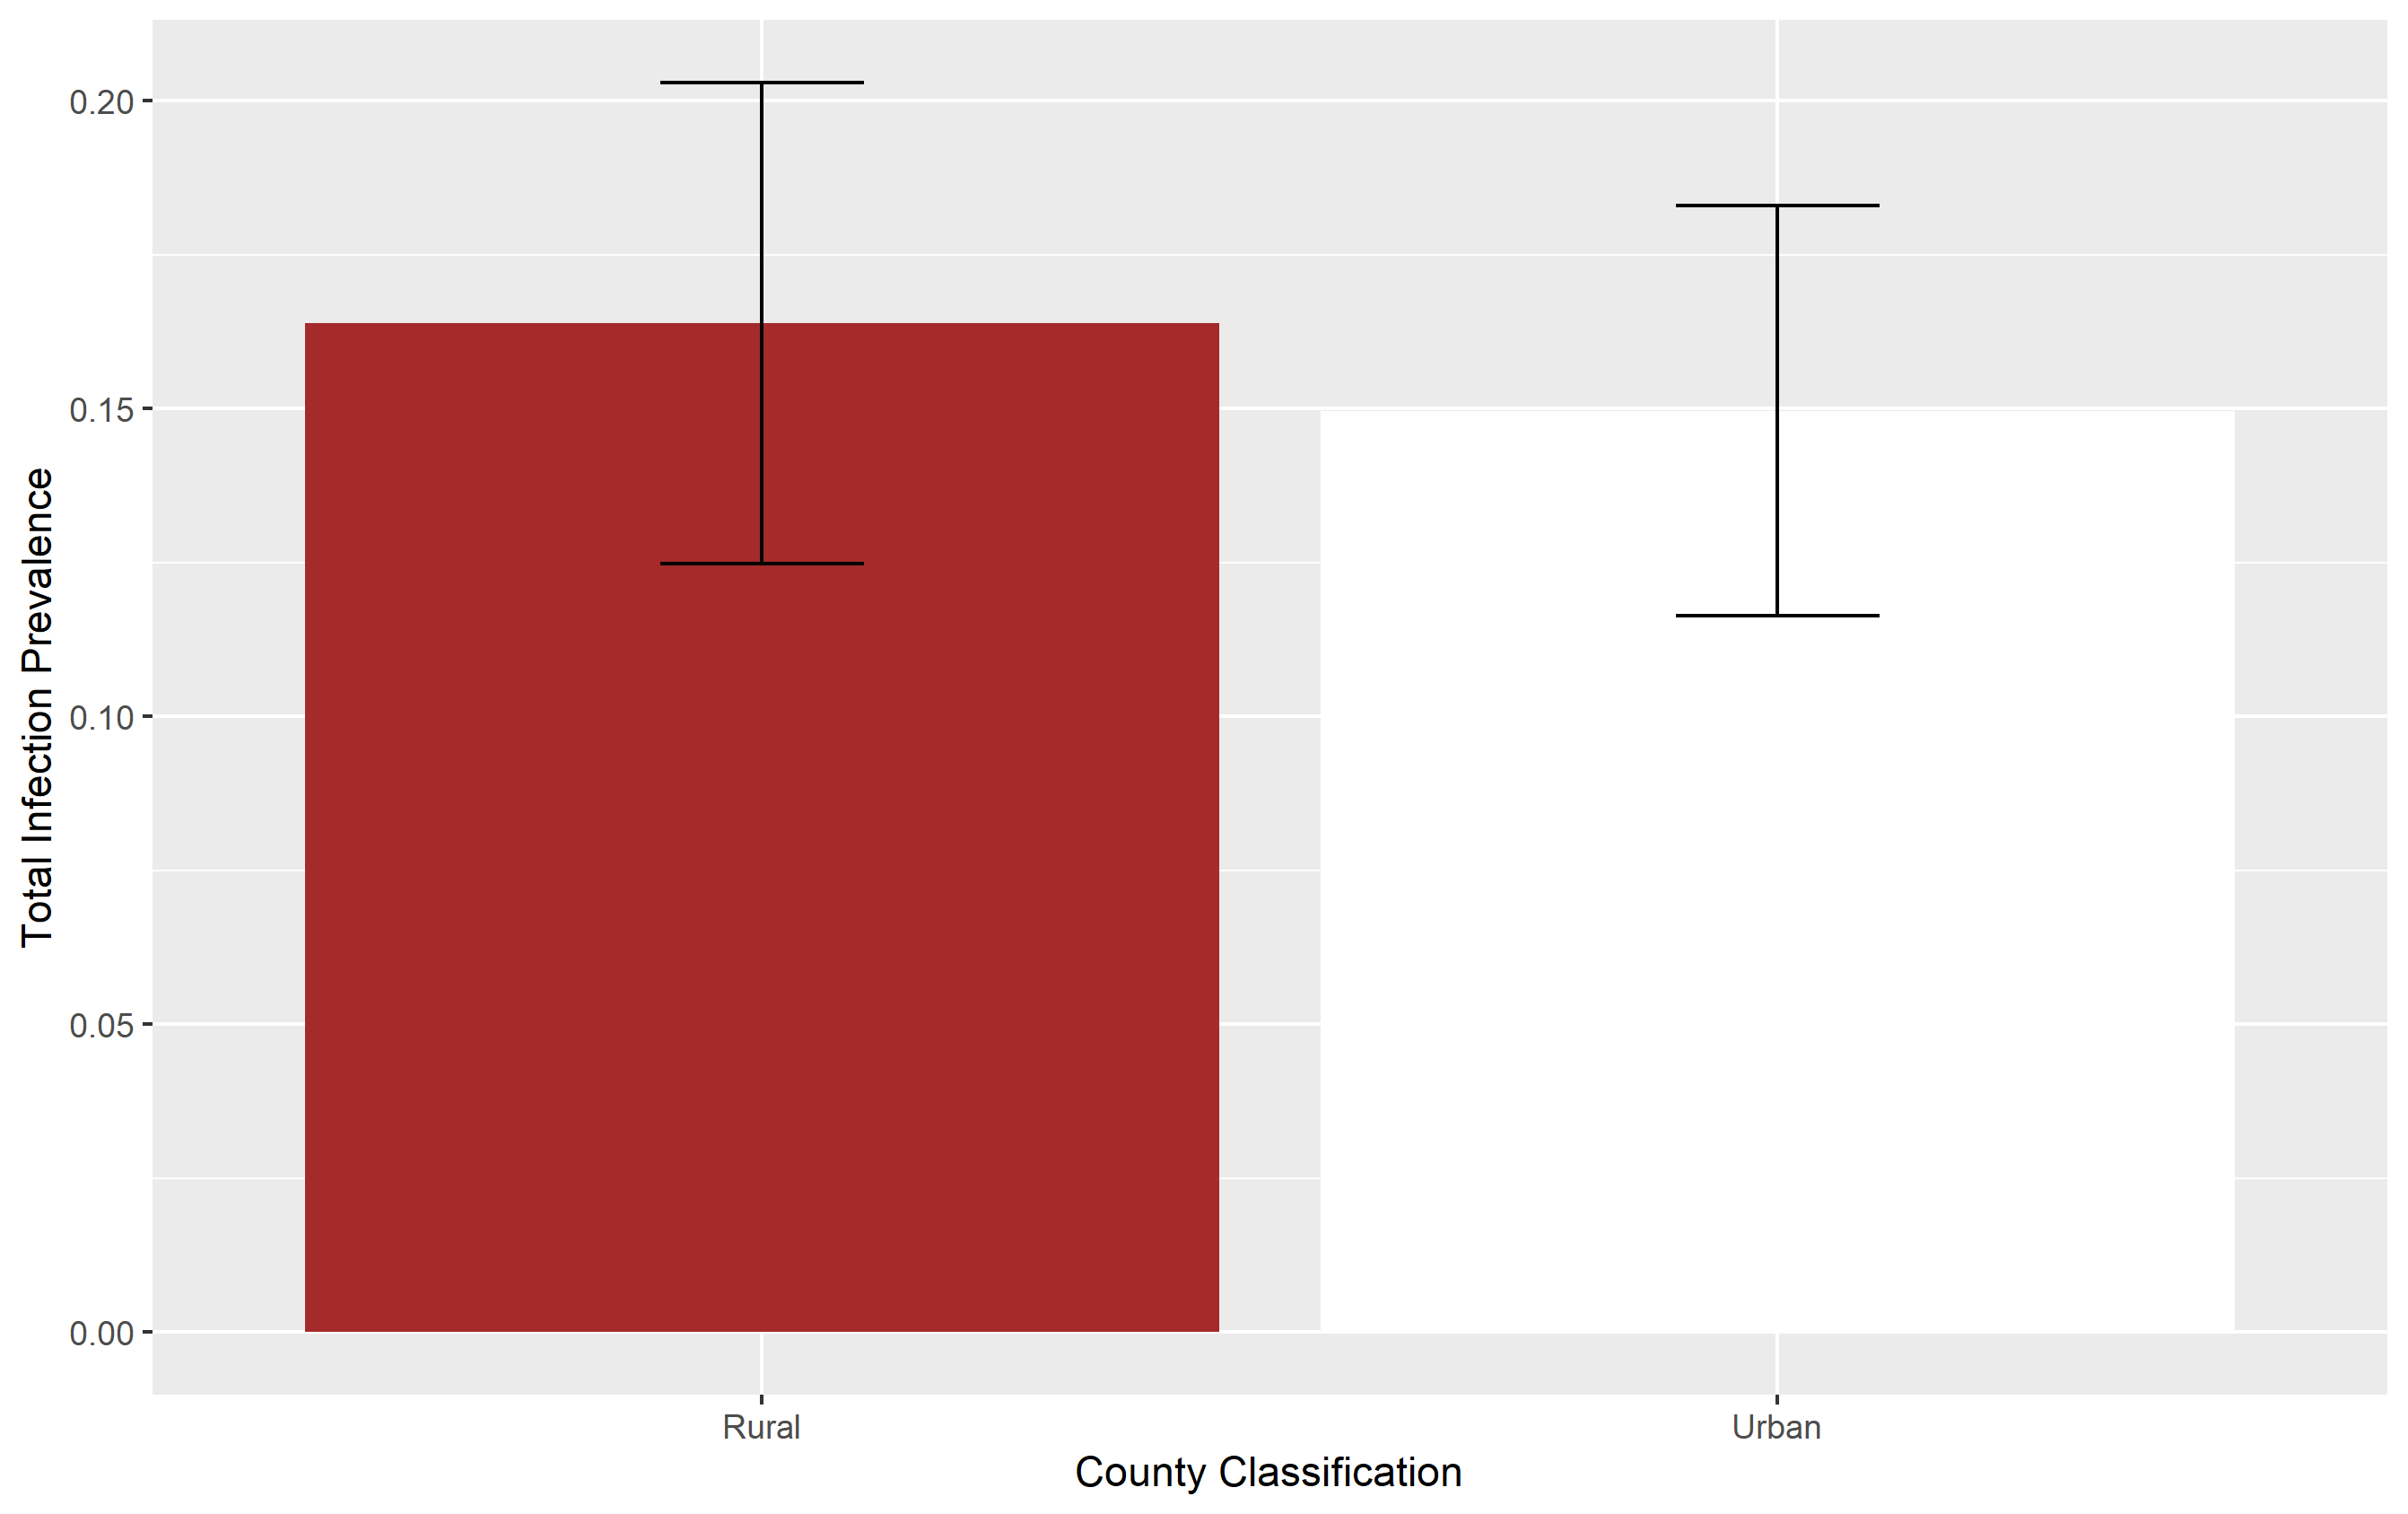 Total Infection Prevalence
0.20
0.15
0.10
0.05
0.00
Rural
Urban
County Classification